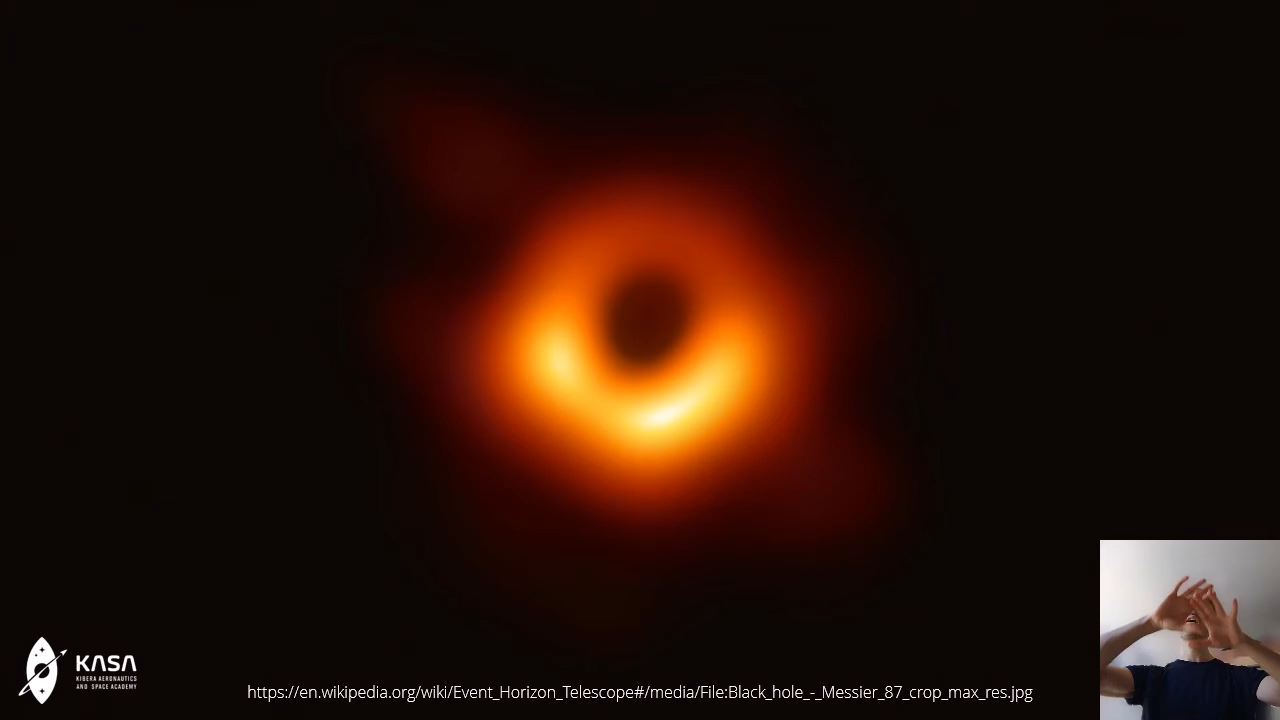 KASA
KIBERA AERONAUTICS
AND SPACE ACADEMY
https://en.wikipedia.org/wiki/Event_Horizon_Telescope#/media/File:Black_hole_-_Messier_87_crop_max_res.jpg